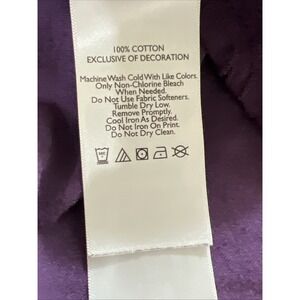 100% COTTON
EXCLUSIVE OF DECORATION
Machine Wash Cold With Like Colors.
Only Non-Chlorine Bleach
When Needed.
Do Not Use Fabric Softeners.
Tumble Dry Low,
Remove Promptly.
Cool Iron As Desired.
Do Not Iron On Print.
Do Not Dry Clean.